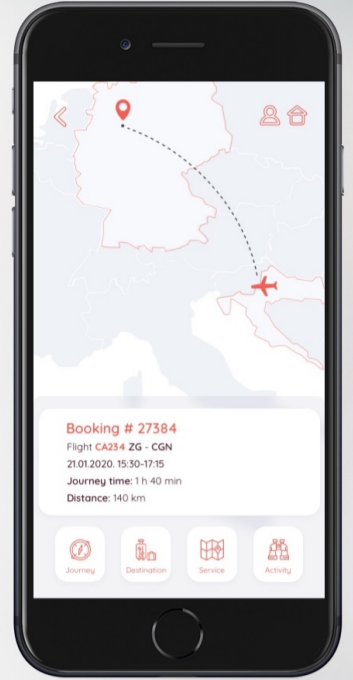 Booking # 27384
Flight CA234 ZG - CGN
21.01.2020. 15:30-17:15
Journey time: 1 h 40 min
Distance: 140 km
Journey Destination Service Activity